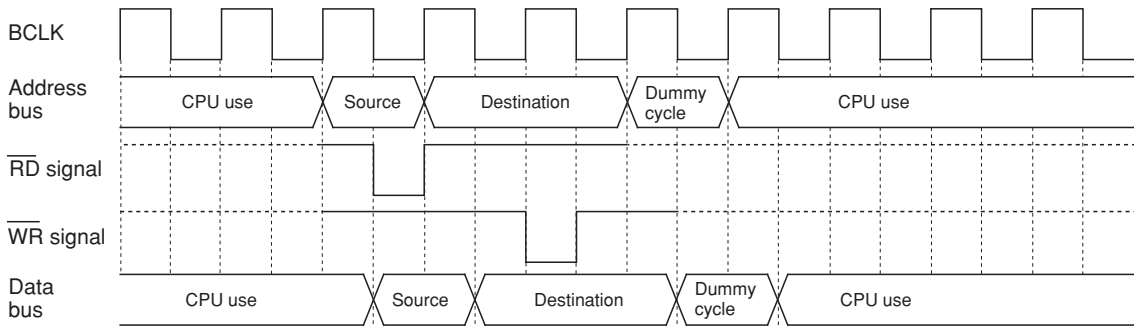 BCLK
Address
bus
CPU use
Source
Destination
Dummy
cycle
CPU use
RD signal
WR signal
Data
bus
CPU use
Source
Destination
Dummy
cycle
CPU use